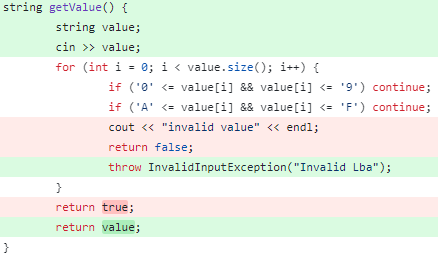 string getValue() {
string value;
cin >> value;
for (int i = 0; i < value.size(); i++) {
if ('0' <= value[i] && value[i] <= '9') continue;
if ('A' <= value[i] && value[i] <= 'F') continue;
cout << "invalid value" << endl;
return false;
throw InvalidInputException("Invalid Lba");
}
return true;
return value;
}